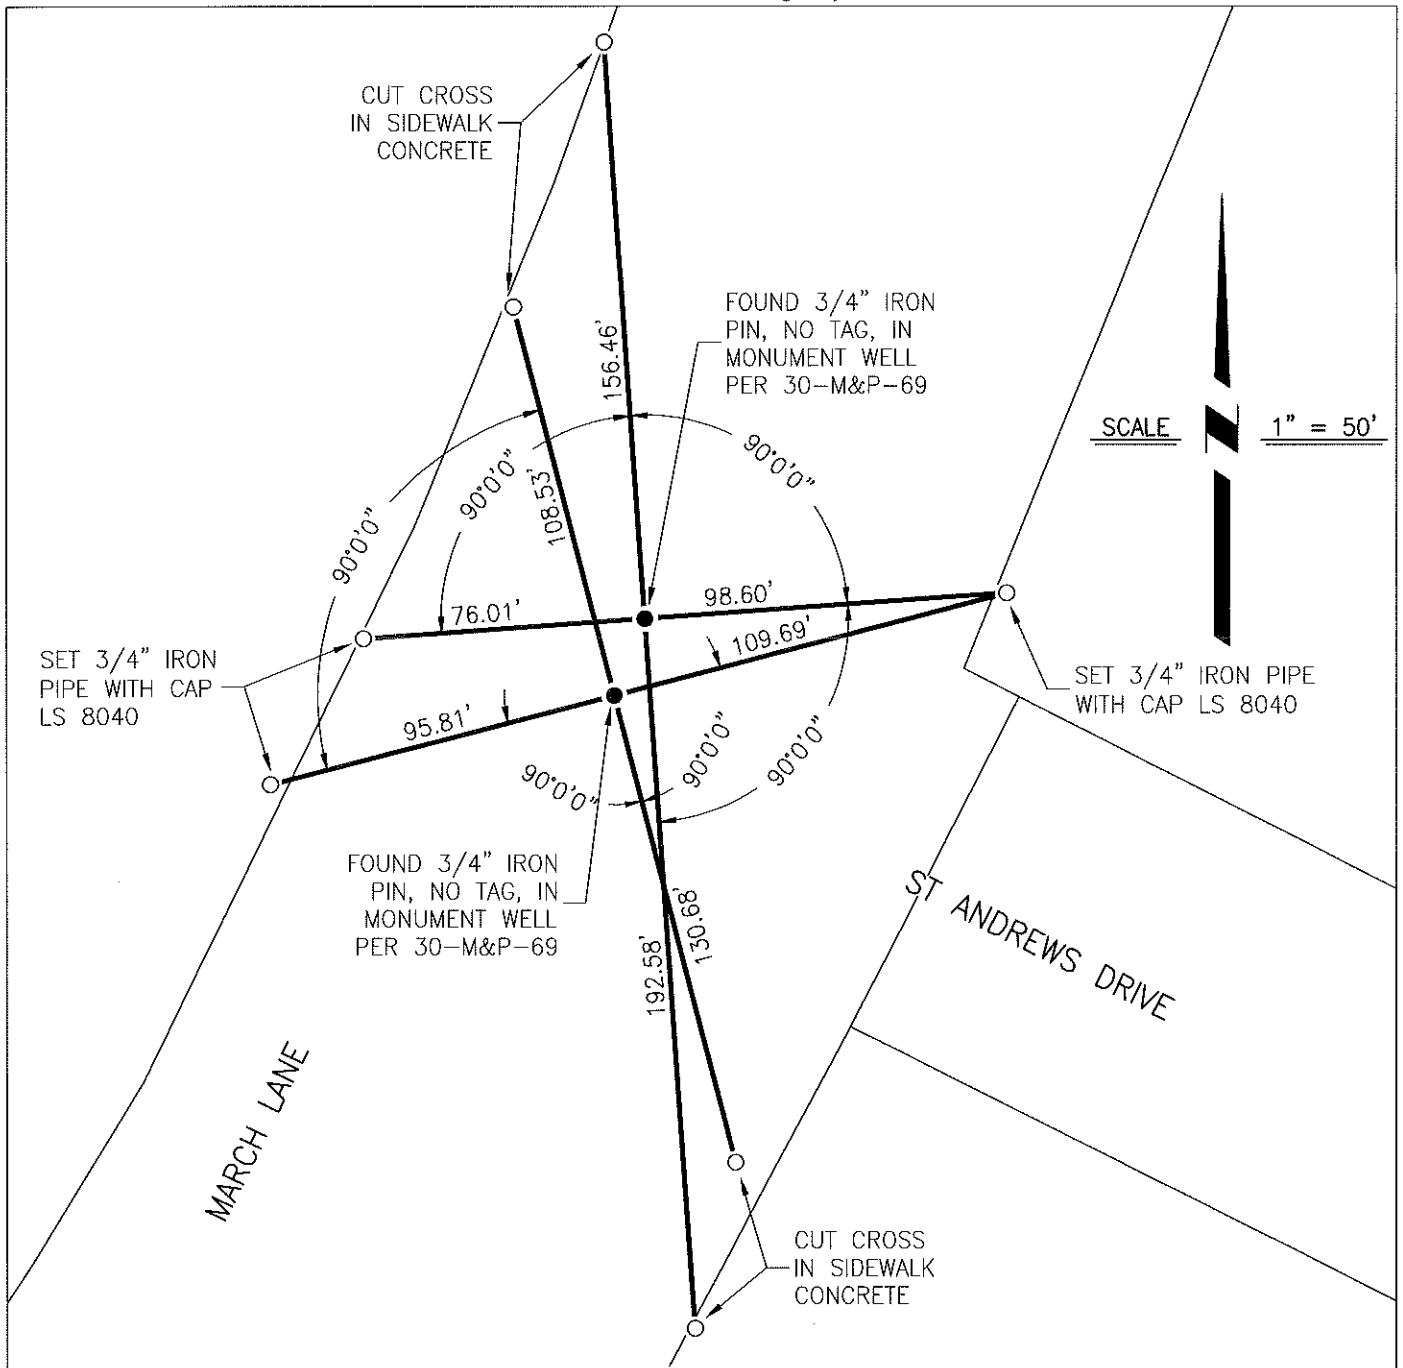 CUT CROSS
IN SIDEWALK
CONCRETE
FOUND 3/4" IRON
PIN, NO TAG, IN
MONUMENT WELL
PER 30-M&P-69
SCALE 1" = 50'
156.46'
108.53'
90°0'0"
90°0'0"
90°0'0"
76.01'
98.60'
109.69'
95.81'
SET 3/4" IRON
PIPE WITH CAP
LS 8040
SET 3/4" IRON PIPE
WITH CAP LS 8040
90°0'0"
90°0'0"
90°0'0"
FOUND 3/4" IRON
PIN, NO TAG, IN
MONUMENT WELL
PER 30-M&P-69
192.58'
130.68'
ST ANDREWS DRIVE
MARCH LANE
CUT CROSS
IN SIDEWALK
CONCRETE